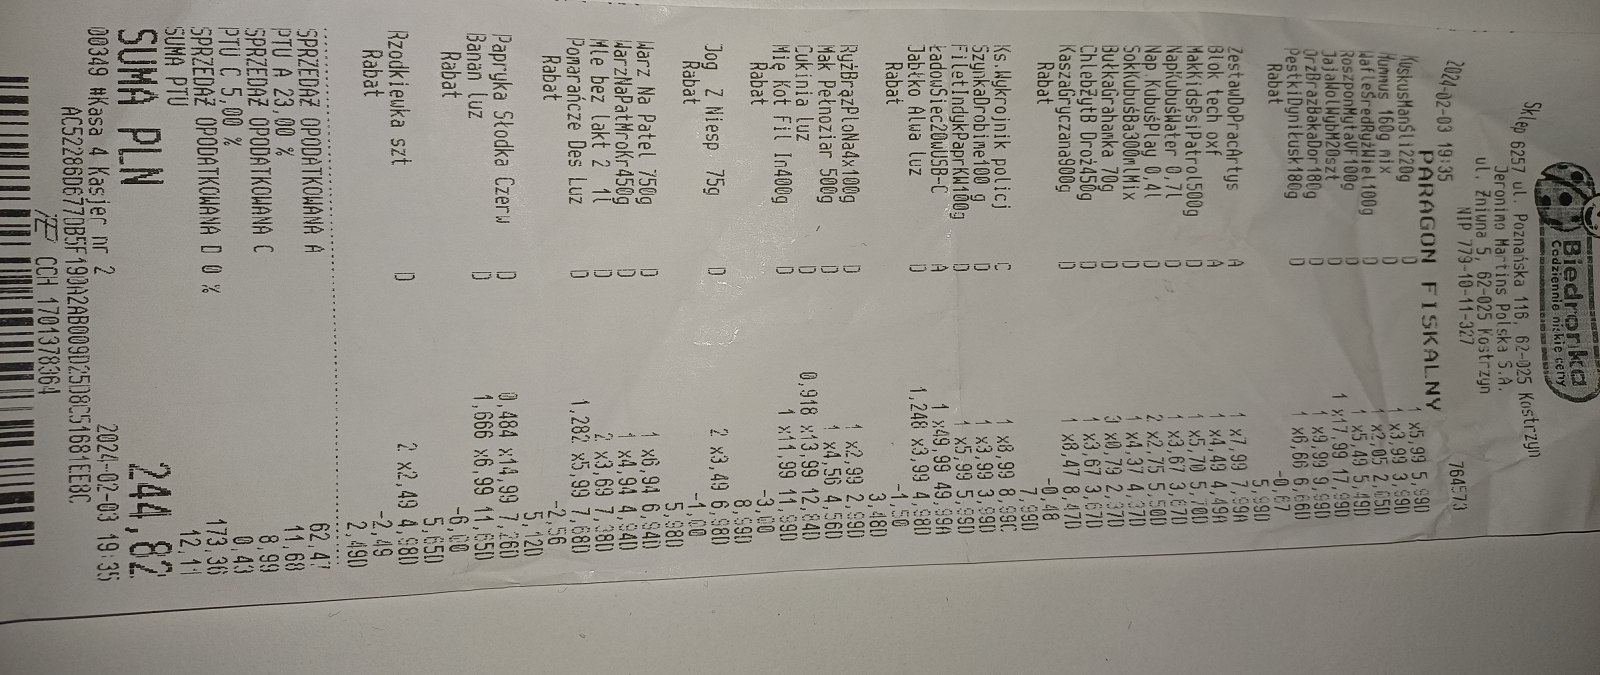 Biedronka
Codziennie niskie ceny
Sklep 6257 ul. Poznańska 116, 62-025 Kostrzyn
Jeronimo Martins Polska S.A.
ul. Żniwna 5, 62-025 Kostrzyn
NIP 779-10-11-327
2024-02-03 19:35 764573
PARAGON FISKALNY
KuskusManSli220g D 1 x5,99 5,99D
Hummus 160g mix D 1 x3,99 3,99D
D 1 x2,05 2,05D
RoszponMetaVF100g D 1 x5,49 5,49D
JajaWolWybM20szt D 1 x17,99 17,99D
OrzBrazBakaDor180g D 1 x9,99 9,99D
PestkiDyniLusk180g D 1 x6,66 6,66D
Rabat -0,67
5,99D
ZestawDoPracArtys A 1 x7,99 7,99A
Blok tech oxf A 1 x4,49 4,49A
MakKidsPsiPatrol500g D 1 x5,70 5,70D
NapKubusWater 0,7l D 1 x3,67 3,67D
Nap.KubuśPlay 0,4l D 2 x2,75 5,50D
SokKubuśBa300mlMix D 1 x4,37 4,37D
BułkaGrahamka 70g D 3 x0,79 2,37D
ChlebŻytB Droż450g D 1 x3,67 3,67D
KaszaGryczana900g D 1 x8,47 8,47D
Rabat -0,48
7,99D
Ks.Wykrojnik policj C 1 x8,99 8,99C
SzynkaDrobime100 g D 1 x3,99 3,99D
FiletIndykPaprKW100g D 1 x5,99 5,99D
ŁadowSieć20wUSB-C A 1 x49,99 49,99A
Jabłko Alwa luz D 1,248 x3,99 4,98D
Rabat -1,50
3,48D
RyżBrązPloNa4x100g D 1 x2,99 2,99D
Mak Pełnoziar 500g D 1 x4,56 4,56D
Cukinia luz D 0,918 x13,99 12,84D
Mię Kot Fil In400g D 1 x11,99 11,99D
Rabat -3,00
8,99D
Jog Z Niesp 75g D 2 x3,49 6,98D
Rabat -1,00
5,98D
Warz Na Patel 750g D 1 x6,94 6,94D
WarzNaPatMroKr450g D 1 x4,94 4,94D
Mle bez lakt 2 1l D 2 x3,69 7,38D
Pomarańcze Des Luz D 1,282 x5,99 7,68D
Rabat -2,56
5,12D
Papryka Słodka Czerw D 0,484 x14,99 7,26D
Banan luz D 1,666 x6,99 11,65D
Rabat -6,00
5,65D
Rzodkiewka szt D 2 x2,49 4,98D
Rabat -2,49
2,49D
SPRZEDAŻ OPODATKOWANA A 62,47
PTU A 23,00 % 11,68
SPRZEDAŻ OPODATKOWANA C 8,99
PTU C 5,00 % 0,43
SPRZEDAŻ OPODATKOWANA D 0 % 173,36
SUMA PTU 12,11
SUMA PLN 244,82
00349 #Kasa 4 Kasjer nr 2 2024-02-03 19:35
AC52286D677DB5F190A2AB009D25D8C51681EE8C
CCH 1701378364